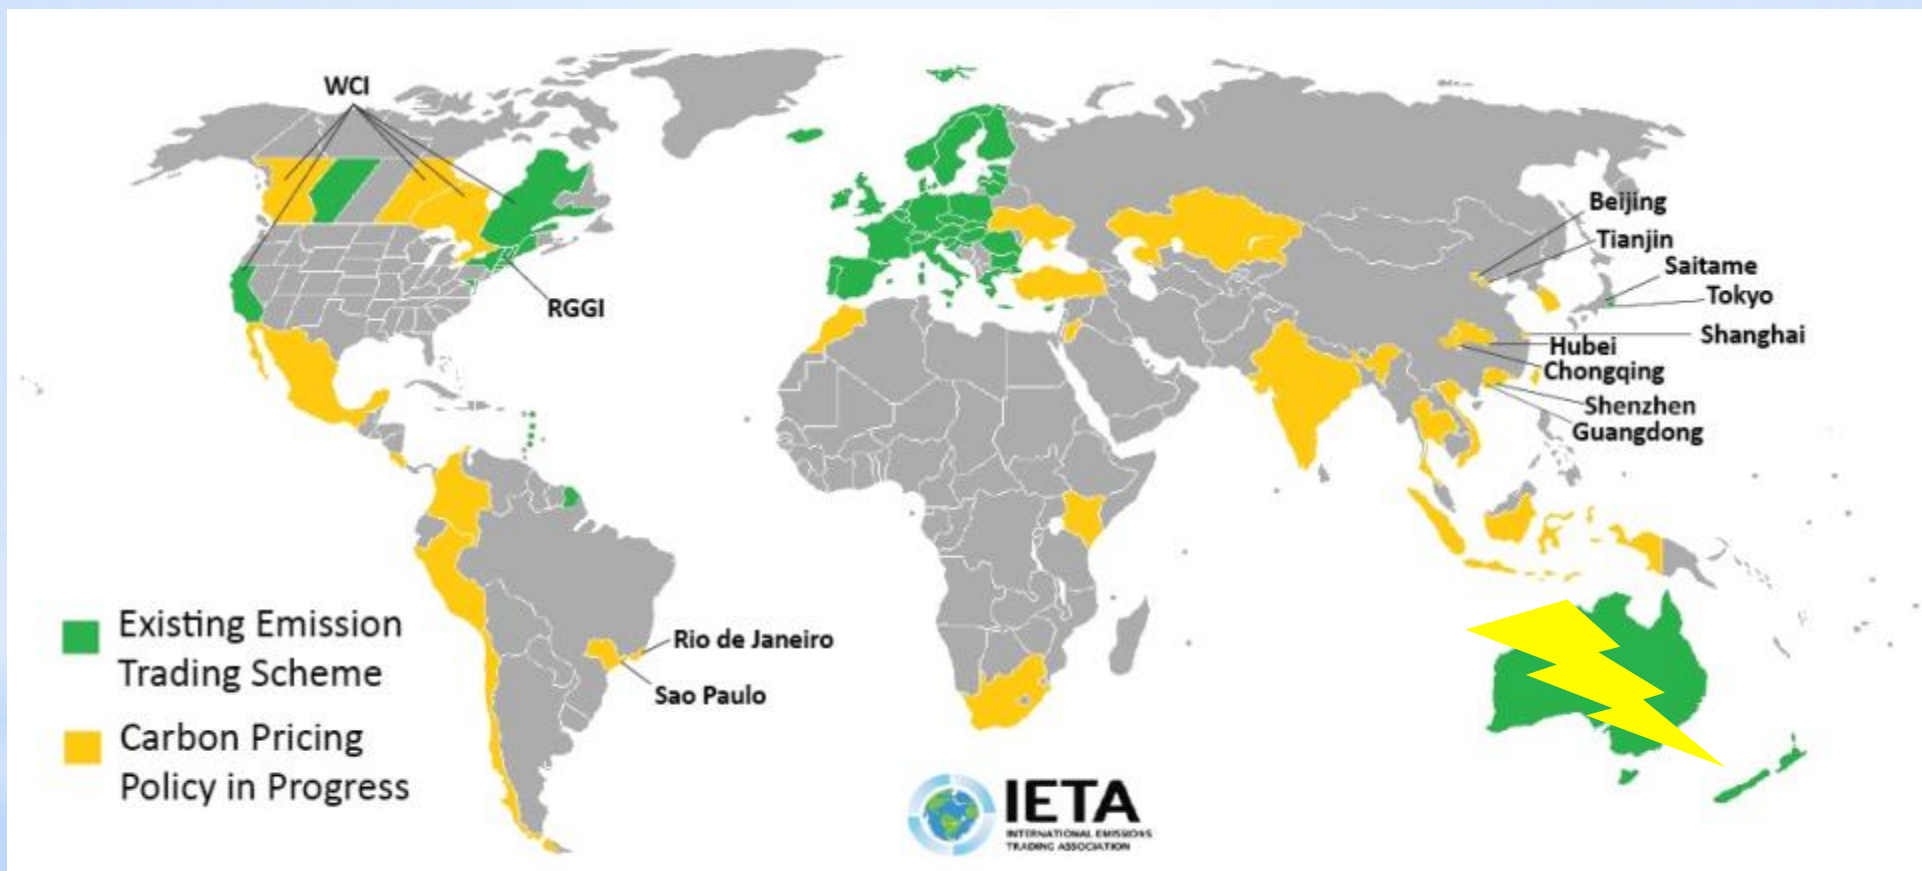 WCI
RGGI
Beijing
Tianjin
Saitame
Tokyo
Shanghai
Hubei
Chongqing
Shenzhen
Guangdong
Rio de Janeiro
Sao Paulo
Existing Emission
Trading Scheme
Carbon Pricing
Policy in Progress
IETA
INTERNATIONAL EMISSIONS
TRADING ASSOCIATION